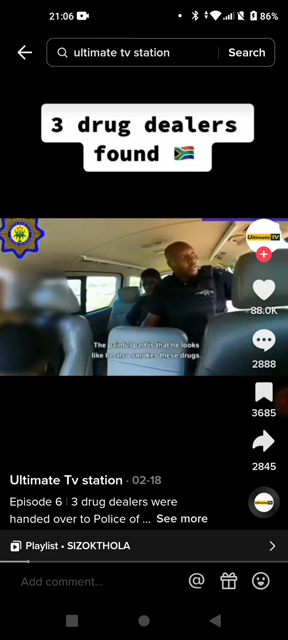 21:06
86%
ultimate tv station
Search
3 drug dealers
found
Ultimate TV
88.0K
The painful part is that he looks
like he also smokes these drugs.
2888
3685
2845
Ultimate Tv station · 02-18
Episode 6 | 3 drug dealers were
handed over to Police of ... See more
Playlist • SIZOKTHOLA
Add comment...